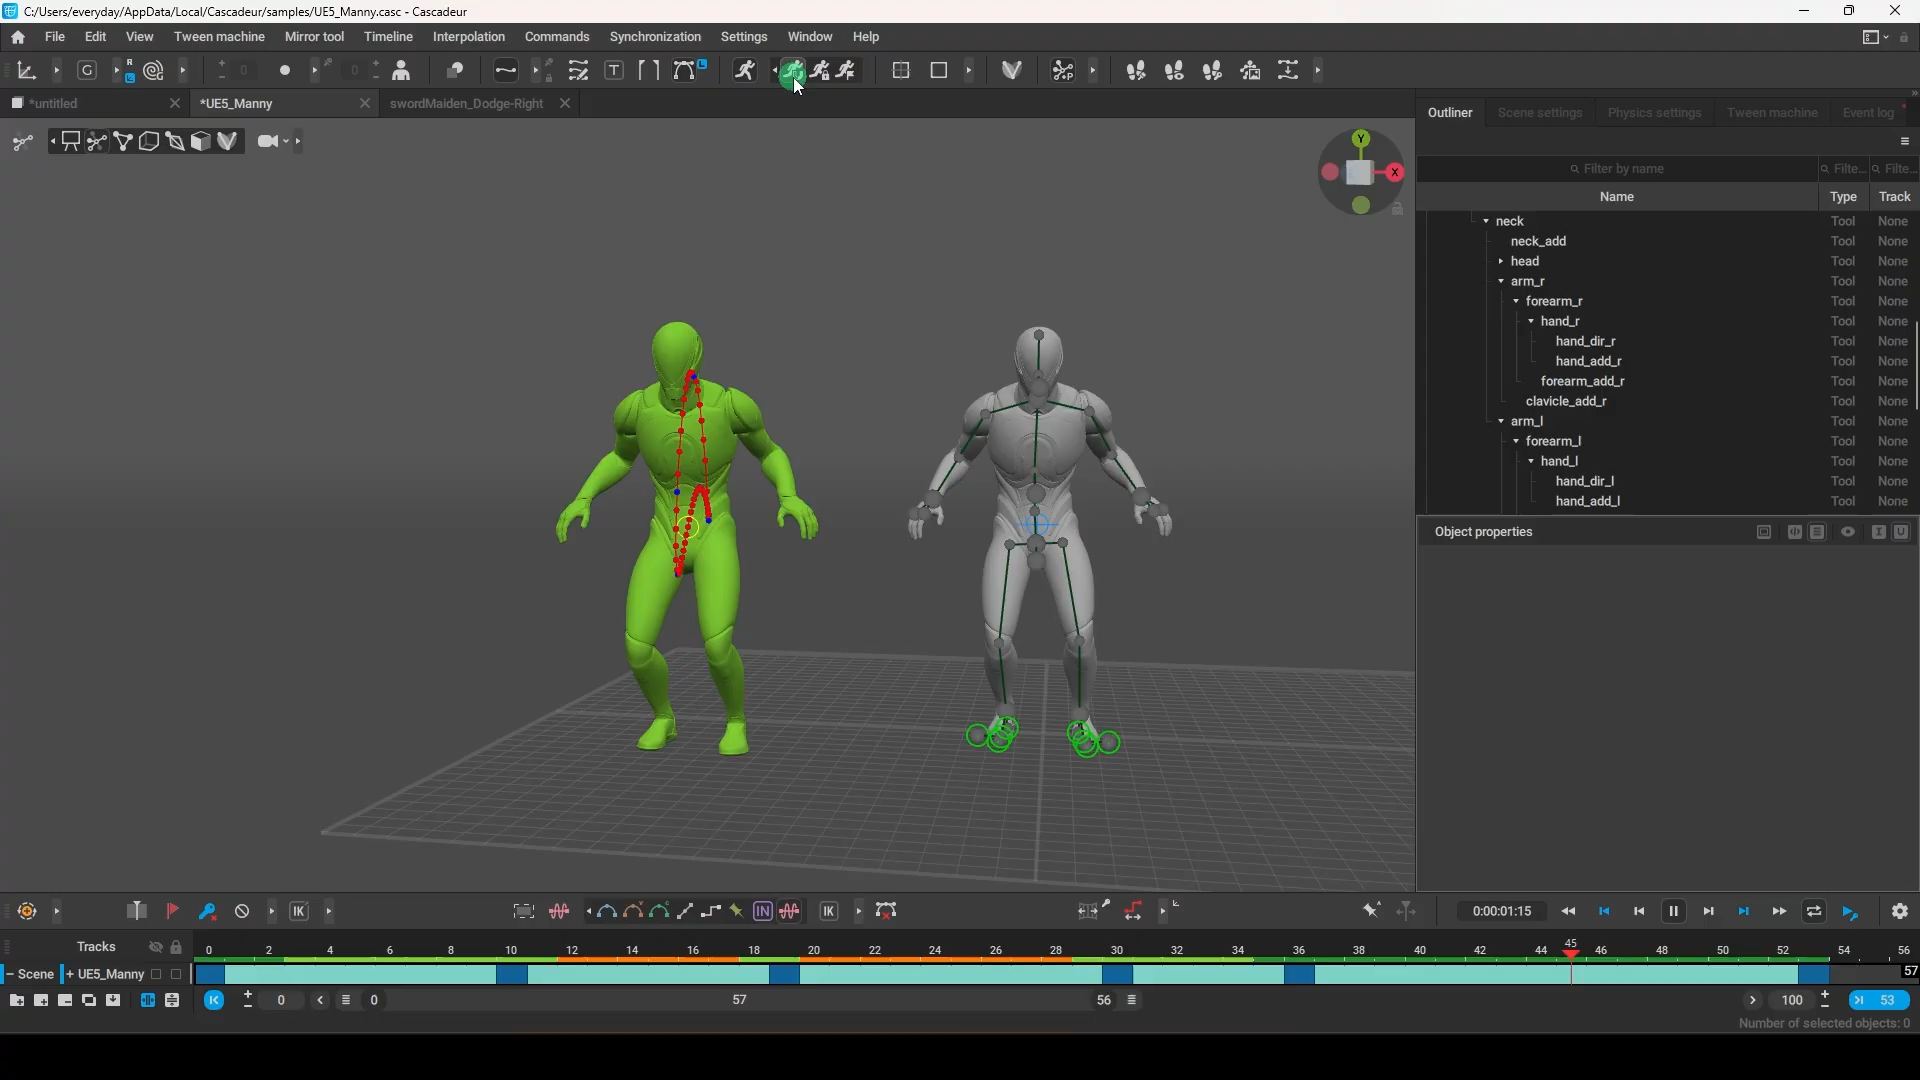 C:/Users/everyday/AppData/Local/Cascadeur/samples/UE5_Manny.casc - Cascadeur
File Edit View Tween machine Mirror tool Timeline Interpolation Commands Synchronization Settings Window Help
*untitled *UE5_Manny swordMaiden_Dodge-Right
Outliner Scene settings Physics settings Tween machine Event log
Filter by name Filte... Filte...
Name Type Track
neck Tool None
neck_add Tool None
head Tool None
arm_r Tool None
forearm_r Tool None
hand_r Tool None
hand_dir_r Tool None
hand_add_r Tool None
forearm_add_r Tool None
clavicle_add_r Tool None
arm_l Tool None
forearm_l Tool None
hand_l Tool None
hand_dir_l Tool None
hand_add_l Tool None
Object properties
Y
X
IK IN IK 0:00:01:15
Tracks 0 2 4 6 8 10 12 14 16 18 20 22 24 26 28 30 32 34 36 38 40 42 44 45 46 48 50 52 54 56
Scene + UE5_Manny 57
0 0 57 56 100 53
Number of selected objects: 0